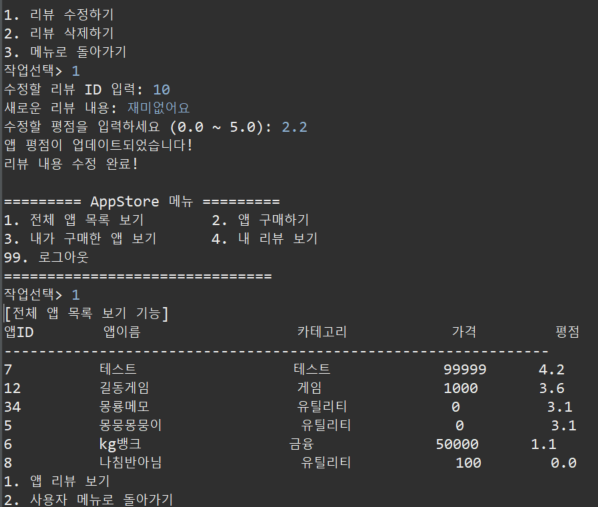 1. 리뷰 수정하기
2. 리뷰 삭제하기
3. 메뉴로 돌아가기
작업선택> 1
수정할 리뷰 ID 입력: 10
새로운 리뷰 내용: 재미없어요
수정할 평점을 입력하세요 (0.0 ~ 5.0): 2.2
앱 평점이 업데이트되었습니다!
리뷰 내용 수정 완료!
========= AppStore 메뉴 =========
1. 전체 앱 목록 보기 2. 앱 구매하기
3. 내가 구매한 앱 보기 4. 내 리뷰 보기
99. 로그아웃
===============================
작업선택> 1
[전체 앱 목록 보기 기능]
앱ID 앱이름 카테고리 가격 평점
---------------------------------------------------------------
7 테스트 테스트 99999 4.2
12 길동게임 게임 1000 3.6
34 몽룡메모 유틸리티 0 3.1
5 몽뭉몽뭉이 유틸리티 0 3.1
6 kg뱅크 금융 50000 1.1
8 나침반아님 유틸리티 100 0.0
1. 앱 리뷰 보기
2. 사용자 메뉴로 돌아가기